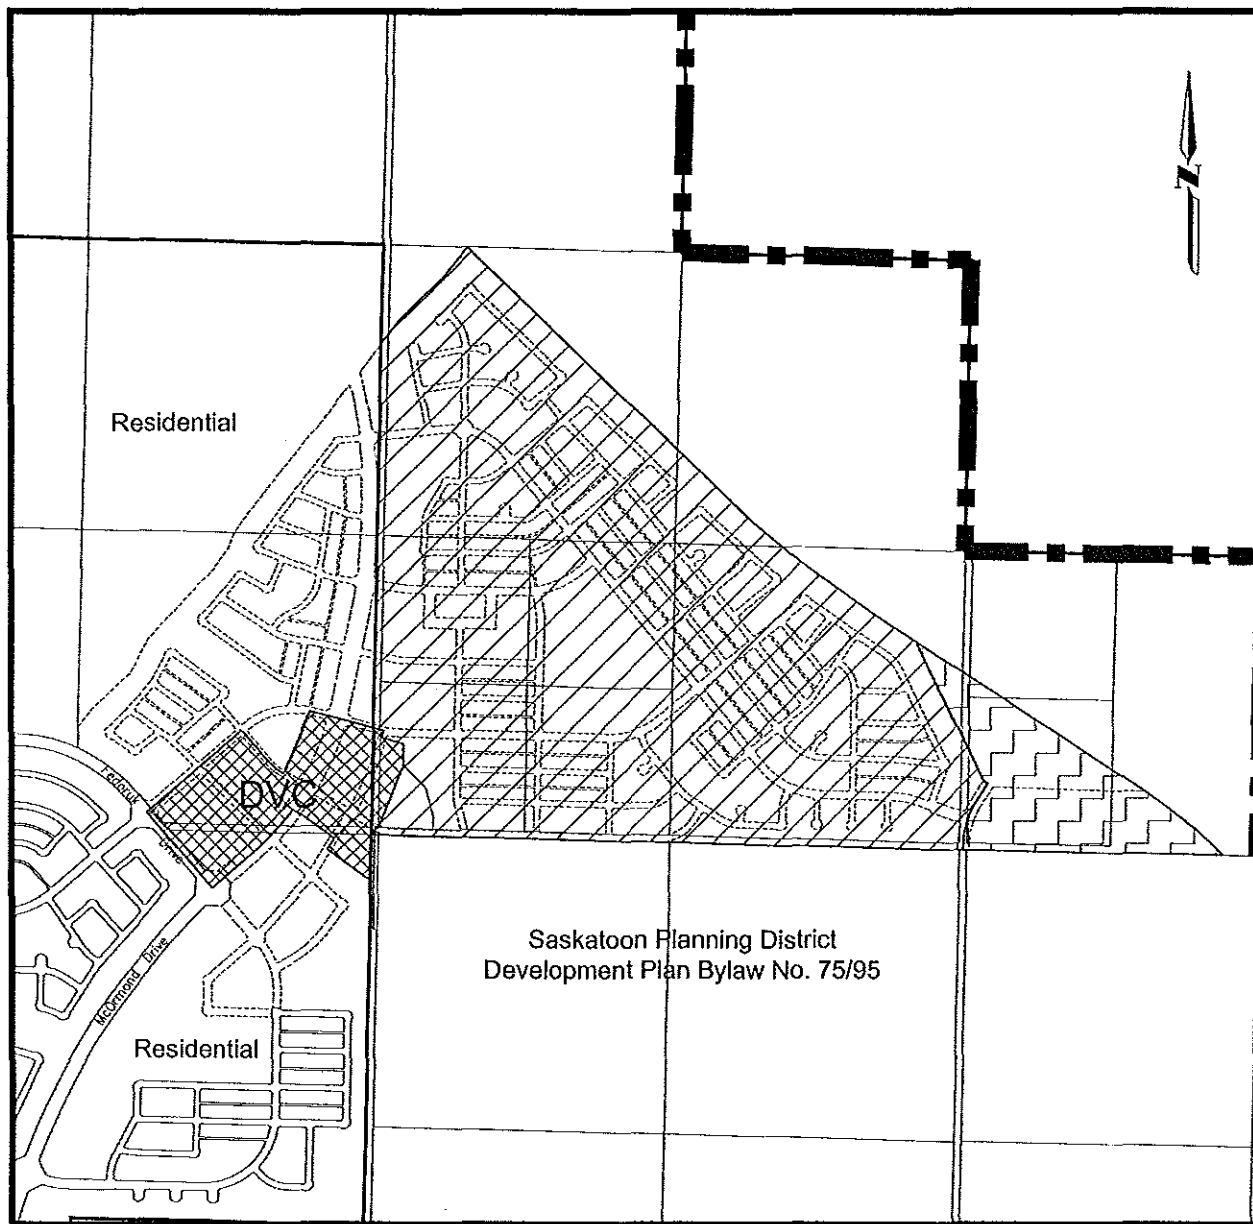 N
Residential
Fedoruk
Drive
DVC
Saskatoon Planning District
Development Plan Bylaw No. 75/95
McOrmond Drive
Residential